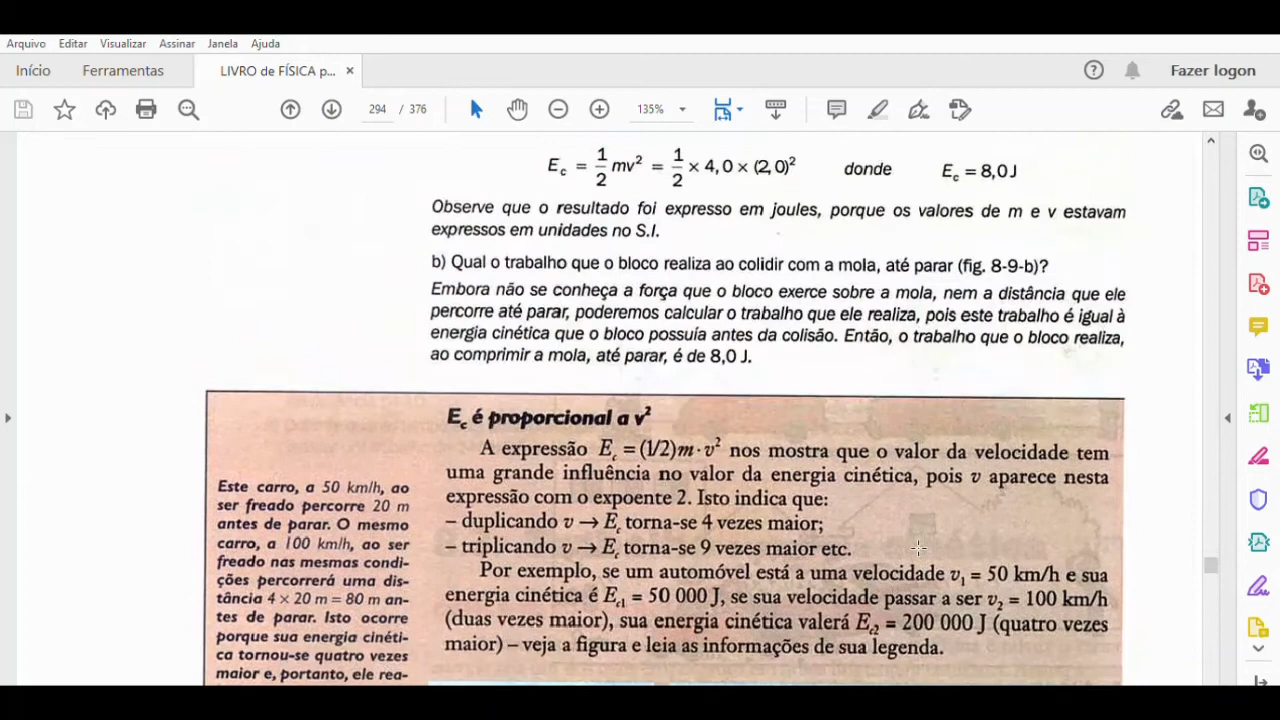 Arquivo Editar Visualizar Assinar Janela Ajuda
Início Ferramentas LIVRO de FÍSICA p... × Fazer logon
294 / 376 135%
E_c = 1/2 mv² = 1/2 × 4,0 × (2,0)² donde E_c = 8,0 J
Observe que o resultado foi expresso em joules, porque os valores de m e v estavam
expressos em unidades no S.I.
b) Qual o trabalho que o bloco realiza ao colidir com a mola, até parar (fig. 8-9-b)?
Embora não se conheça a força que o bloco exerce sobre a mola, nem a distância que ele
percorre até parar, poderemos calcular o trabalho que ele realiza, pois este trabalho é igual à
energia cinética que o bloco possuía antes da colisão. Então, o trabalho que o bloco realiza,
ao comprimir a mola, até parar, é de 8,0 J.
E_c é proporcional a v²
A expressão E_c = (1/2)m · v² nos mostra que o valor da velocidade tem
uma grande influência no valor da energia cinética, pois v aparece nesta
expressão com o expoente 2. Isto indica que:
– duplicando v → E_c torna-se 4 vezes maior;
– triplicando v → E_c torna-se 9 vezes maior etc.
Por exemplo, se um automóvel está a uma velocidade v₁ = 50 km/h e sua
energia cinética é E_c1 = 50 000 J, se sua velocidade passar a ser v₂ = 100 km/h
(duas vezes maior), sua energia cinética valerá E_c2 = 200 000 J (quatro vezes
maior) – veja a figura e leia as informações de sua legenda.
Este carro, a 50 km/h, ao
ser freado percorre 20 m
antes de parar. O mesmo
carro, a 100 km/h, ao ser
freado nas mesmas condi-
ções percorrerá uma dis-
tância 4 × 20 m = 80 m an-
tes de parar. Isto ocorre
porque sua energia cinéti-
ca tornou-se quatro vezes
maior e, portanto, ele rea-